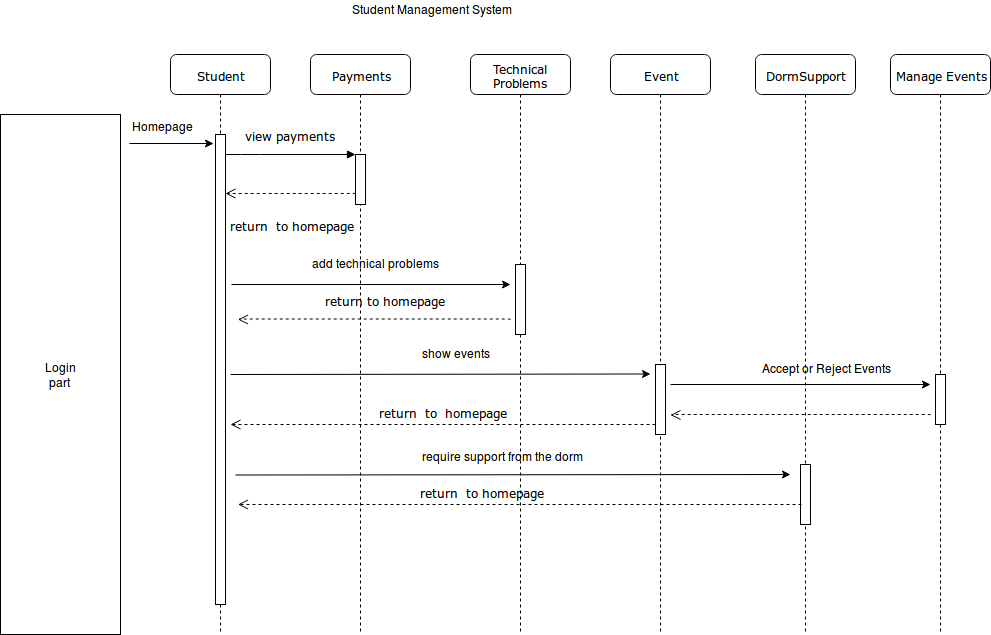 Student Management System
Student
Payments
Technical
Problems
Event
DormSupport
Manage Events
Homepage
view payments
return  to homepage
add technical problems
return to homepage
show events
Login
part
Accept or Reject Events
return  to  homepage
require support from the dorm
return  to homepage